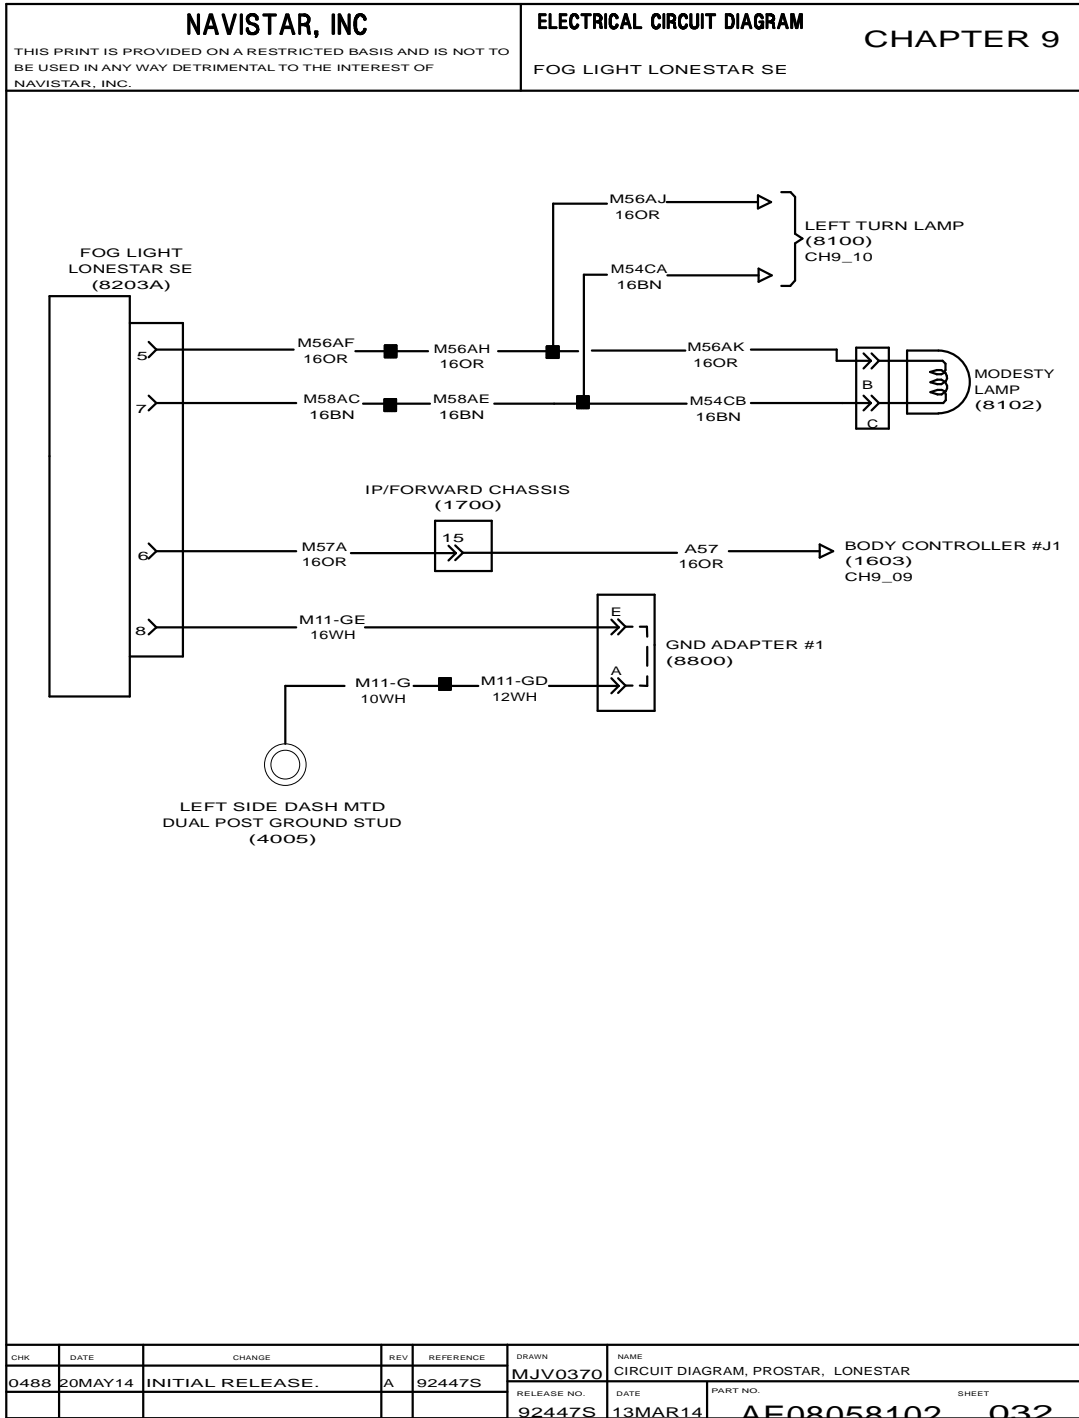 NAVISTAR, INC
THIS PRINT IS PROVIDED ON A RESTRICTED BASIS AND IS NOT TO
BE USED IN ANY WAY DETRIMENTAL TO THE INTEREST OF
NAVISTAR, INC.
ELECTRICAL CIRCUIT DIAGRAM
CHAPTER 9
FOG LIGHT LONESTAR SE
M56AJ
16OR
LEFT TURN LAMP
(8100)
CH9_10
M54CA
16BN
FOG LIGHT
LONESTAR SE
(8203A)
5
M56AF
16OR
M56AH
16OR
M56AK
16OR
7
M58AC
16BN
M58AE
16BN
M54CB
16BN
B
C
MODESTY
LAMP
(8102)
IP/FORWARD CHASSIS
(1700)
15
6
M57A
16OR
A57
16OR
BODY CONTROLLER #J1
(1603)
CH9_09
8
M11-GE
16WH
E
A
GND ADAPTER #1
(8800)
M11-G
10WH
M11-GD
12WH
LEFT SIDE DASH MTD
DUAL POST GROUND STUD
(4005)
CHK DATE CHANGE REV REFERENCE
0488 20MAY14 INITIAL RELEASE. A 92447S
DRAWN
MJV0370
NAME
CIRCUIT DIAGRAM, PROSTAR, LONESTAR
RELEASE NO.
92447S
DATE
13MAR14
PART NO.
AE08058102
SHEET
032